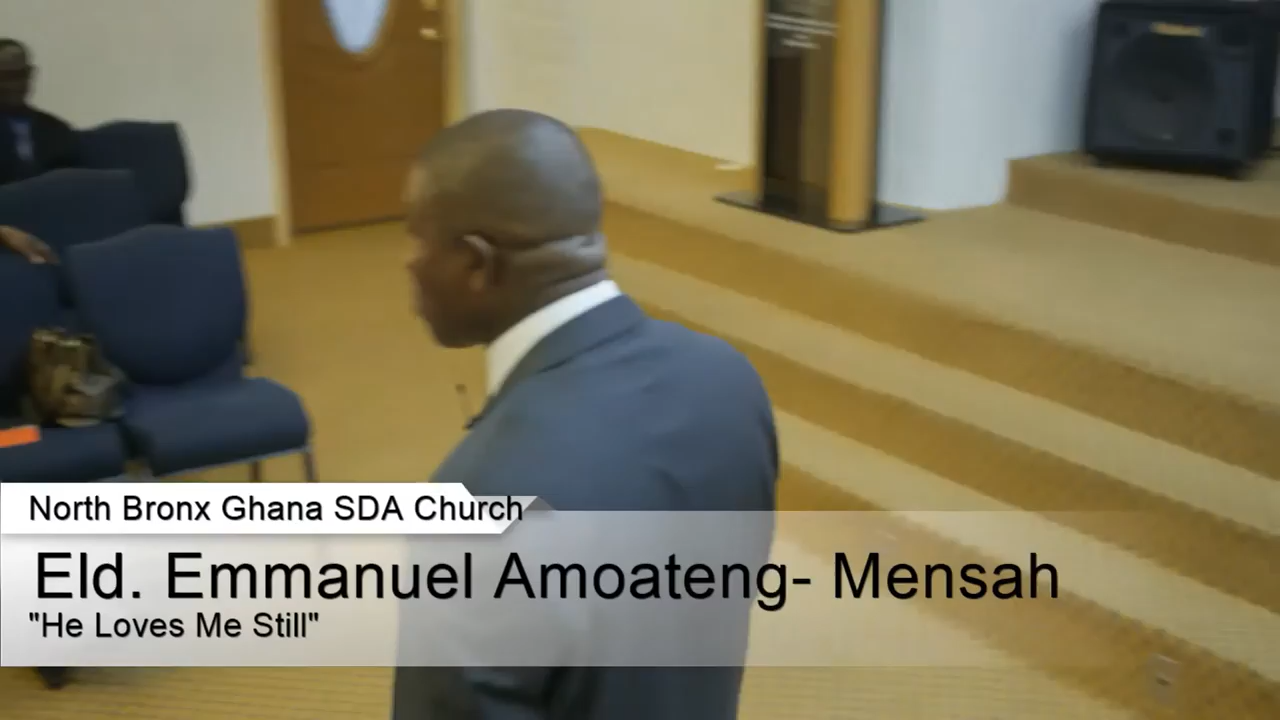 North Bronx Ghana SDA Church
Eld. Emmanuel Amoateng- Mensah
"He Loves Me Still"